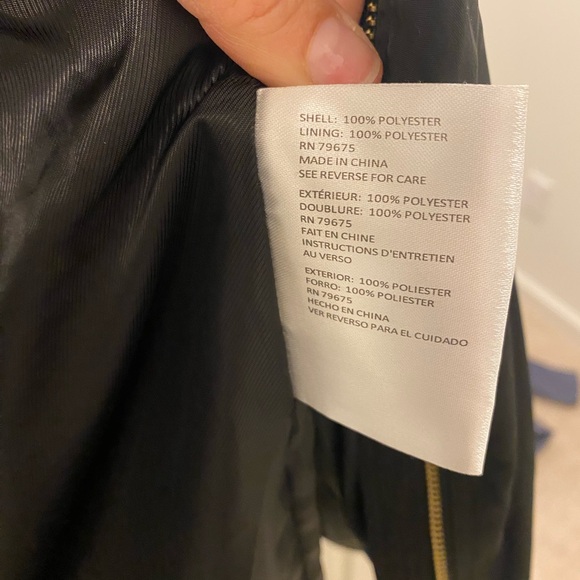 SHELL: 100% POLYESTER
LINING: 100% POLYESTER
RN 79675
MADE IN CHINA
SEE REVERSE FOR CARE
EXTÉRIEUR: 100% POLYESTER
DOUBLURE: 100% POLYESTER
RN 79675
FAIT EN CHINE
INSTRUCTIONS D'ENTRETIEN
AU VERSO
EXTERIOR: 100% POLIESTER
FORRO: 100% POLIESTER
RN 79675
HECHO EN CHINA
VER REVERSO PARA EL CUIDADO